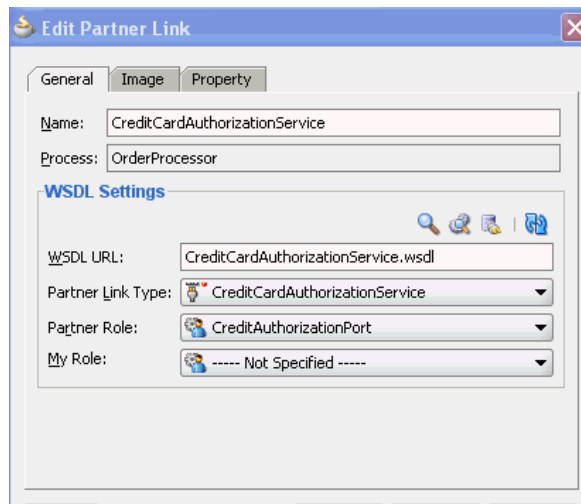 Edit Partner Link
General Image Property
Name: CreditCardAuthorizationService
Process: OrderProcessor
WSDL Settings
WSDL URL: CreditCardAuthorizationService.wsdl
Partner Link Type: CreditCardAuthorizationService
Partner Role: CreditAuthorizationPort
My Role: ----- Not Specified -----